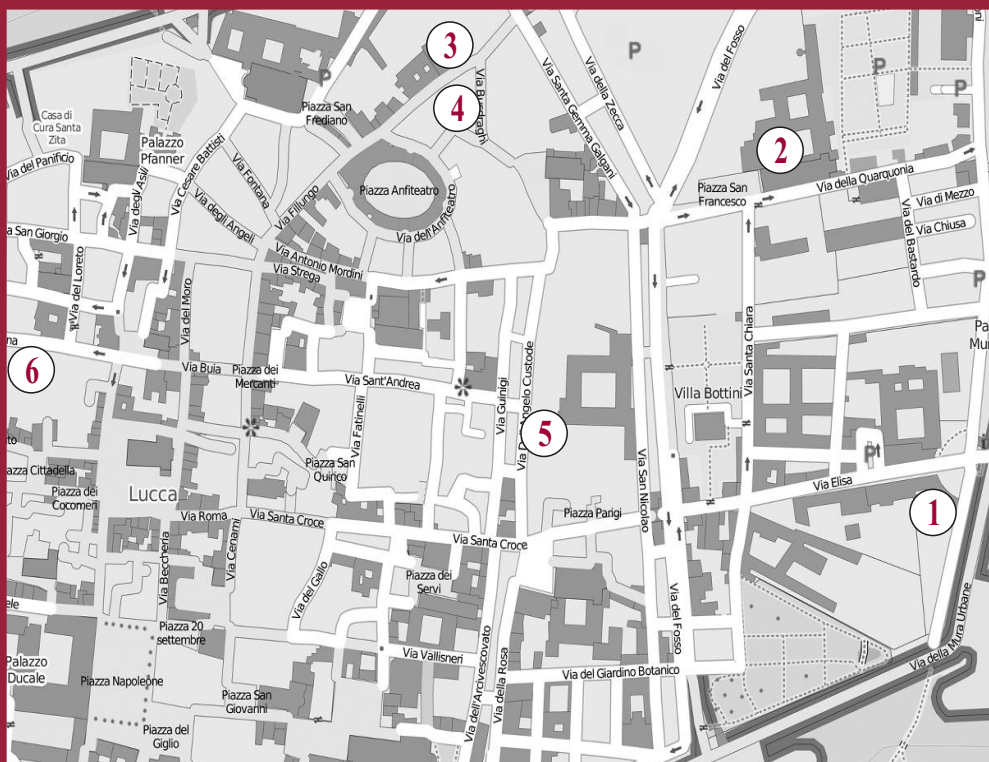 3
P
P
P
P
Via Busdraghi
Via Santa Gemma Galgani
Via della Zecca
Via del Fosso
4
Piazza San
Frediano
Casa di
Cura Santa
Zita
Palazzo
Pfanner
Via del Panificio
Via degli Asili
Via Cesare Battisti
Via Fontana
Via degli Angeli
Via Fillungo
Piazza Anfiteatro
Via dell'Anfiteatro
2
Piazza San
Francesco
Via della Quarquonia
Via di Mezzo
Via Chiusa
Via del Bastardo
P
San Giorgio
Via del Loreto
Via Antonio Mordini
Via Strega
Via del Moro
6
Via Buia
Piazza dei
Mercanti
Via Sant'Andrea
Via Fatinelli
Via Guinigi
Angelo Custode
5
Via Santa Chiara
Villa Bottini
Via San Nicolao
P
Via Elisa
1
Piazza San
Quirico
Cittadella
Piazza dei
Cocomeri
Lucca
Via Roma
Via Santa Croce
Via Santa Croce
Piazza Parigi
Via Beccheria
Via Cenami
Via del Gallo
Piazza dei
Servi
Piazza 20
settembre
Via Vallisneri
Via dell'Arcivescovato
Via della Rosa
Via del Giardino Botanico
Via del Fosso
Via della Mura Urbane
Palazzo
Ducale
Piazza Napoleone
Piazza San
Giovanni
Piazza del
Giglio